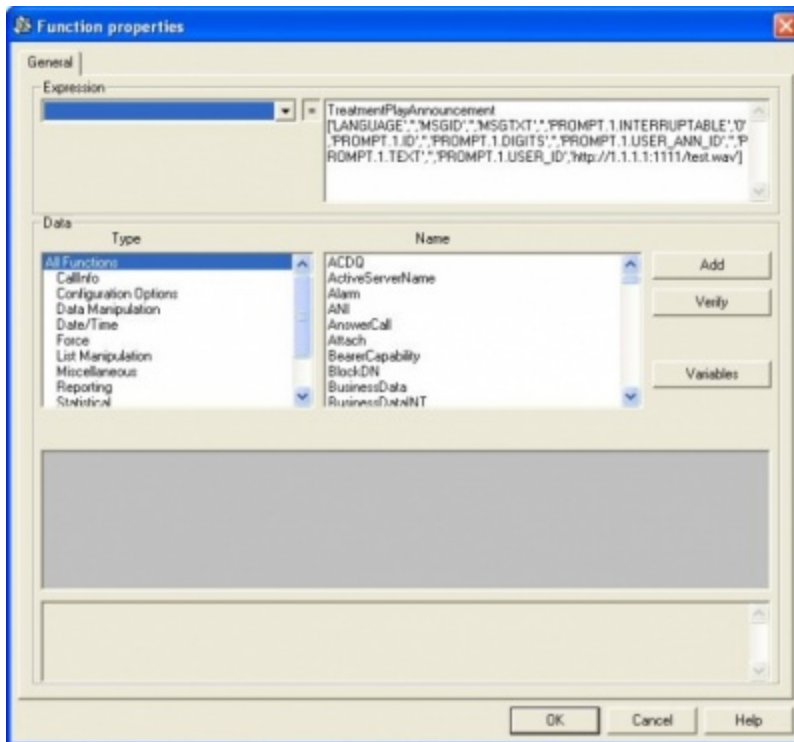 Function properties
General
Expression
=
TreatmentPlayAnnouncement
['LANGUAGE','','MSGID','','MSGTXT','','PROMPT.1.INTERRUPTABLE','0'
,'PROMPT.1.ID','','PROMPT.1.DIGITS','','PROMPT.1.USER_ANN_ID','','P
ROMPT.1.TEXT','','PROMPT.1.USER_ID','http://1.1.1.1:1111/test.wav']
Data
Type
Name
All Functions
CallInfo
Configuration Options
Data Manipulation
Date/Time
Force
List Manipulation
Miscellaneous
Reporting
Statistical
ACDQ
ActiveServerName
Alarm
ANI
AnswerCall
Attach
BearerCapability
BlockDN
BusinessData
BusinessDataINT
Add
Verify
Variables
OK
Cancel
Help